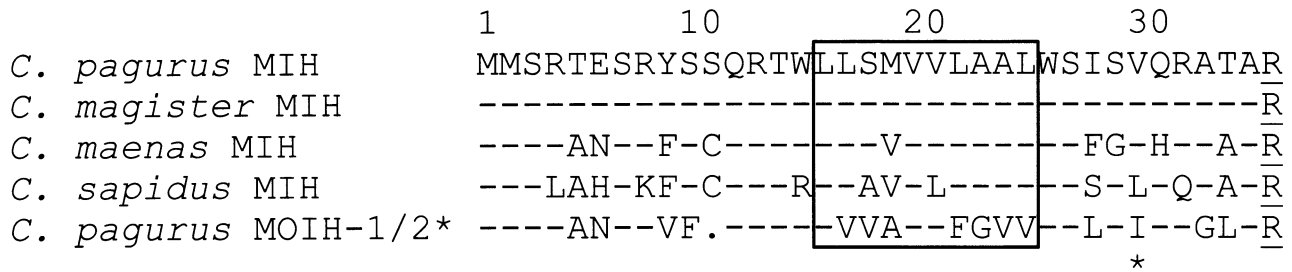 1 10 20 30
C. pagurus MIH MMSRTESRYSSQRTWLLSMVVLAALWSISVQRATAR
C. magister MIH -----------------------------------R
C. maenas MIH ----AN--F-C-------V--------FG-H--A-R
C. sapidus MIH ---LAH-KF-C---R--AV-L------S-L-Q-A-R
C. pagurus MOIH-1/2* ----AN--VF.-----VVA--FGVV--L-I--GL-R
*